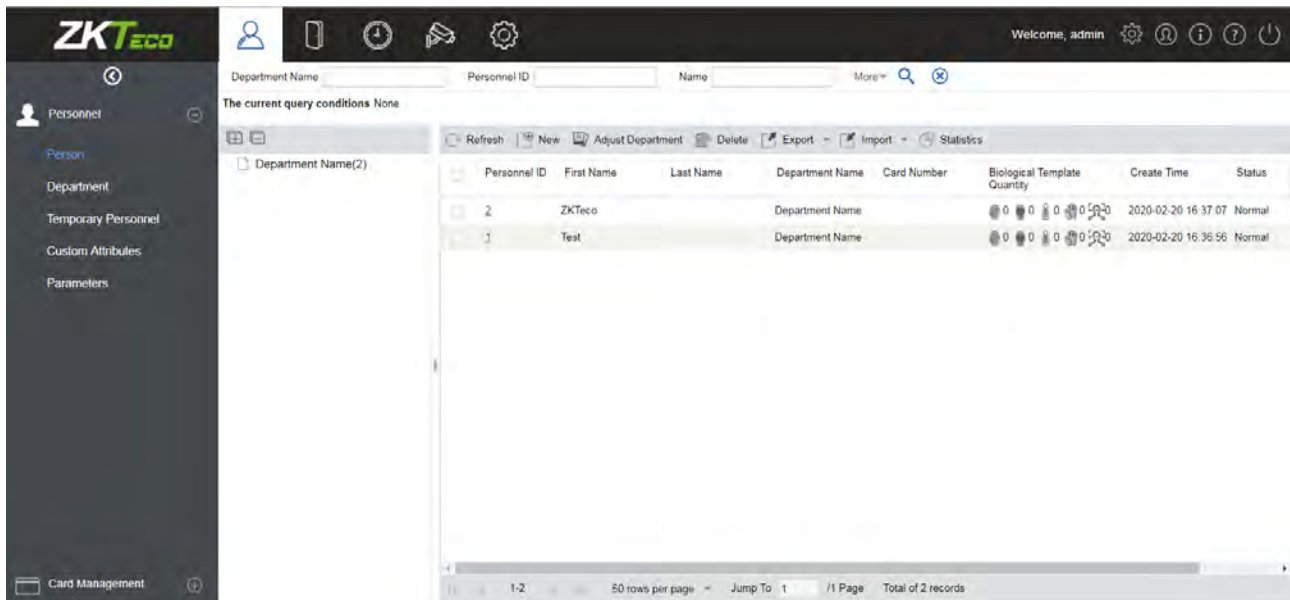 ZKTeco
Welcome, admin
Department Name
Personnel ID
Name
More
The current query conditions None
Personnel
Person
Department
Temporary Personnel
Custom Attributes
Parameters
Card Management
Refresh New Adjust Department Delete Export Import Statistics
Department Name(2)
Personnel ID First Name Last Name Department Name Card Number Biological Template Quantity Create Time Status
2 ZKTeco Department Name 0 0 0 0 0 2020-02-20 16:37:07 Normal
1 Test Department Name 0 0 0 0 0 2020-02-20 16:36:56 Normal
1-2 50 rows per page Jump To 1 /1 Page Total of 2 records